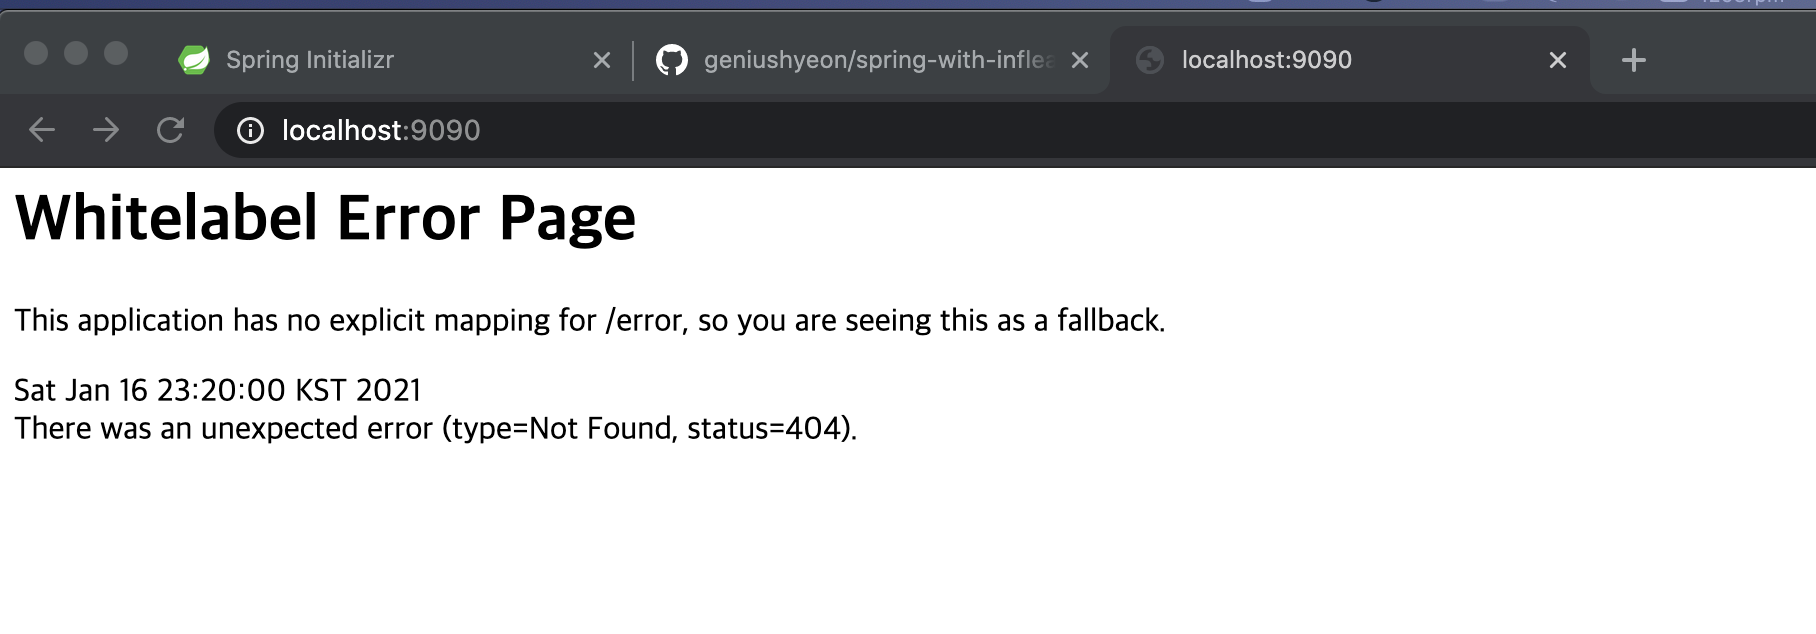 Spring Initializr
geniushyeon/spring-with-inflea
localhost:9090
localhost:9090
Whitelabel Error Page
This application has no explicit mapping for /error, so you are seeing this as a fallback.
Sat Jan 16 23:20:00 KST 2021
There was an unexpected error (type=Not Found, status=404).